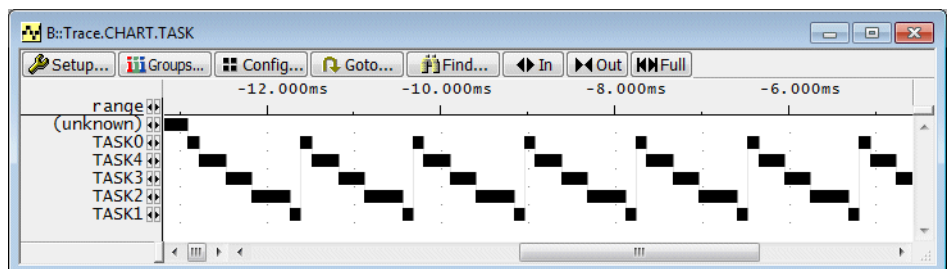 B::Trace.CHART.TASK
Setup... Groups... Config... Goto... Find... In Out Full
-12.000ms -10.000ms -8.000ms -6.000ms
range
(unknown)
TASK0
TASK4
TASK3
TASK2
TASK1